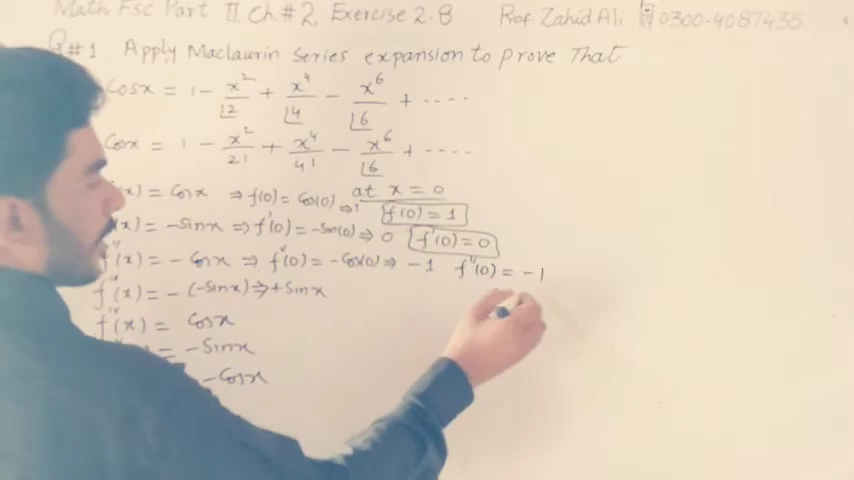 Math Fsc Part II Ch # 2, Exercise 2.8 Prof. Zahid Ali 0300-4087435
Q#1 Apply Maclaurin Series expansion to prove That
Cosx = 1 - x²/⌊2 + x⁴/⌊4 - x⁶/⌊6 + ----
Cosx = 1 - x²/2! + x⁴/4! - x⁶/⌊6 + ----
(x) = Cosx ⇒ f(0) = Cos(0) ⇒ 1 at x = 0 f(0) = 1
(x) = -Sinx ⇒ f'(0) = -Sin(0) ⇒ 0 f'(0) = 0
f''(x) = - Cosx ⇒ f''(0) = -Cos(0) ⇒ -1 f''(0) = -1
f'''(x) = - (-Sinx) ⇒ +Sinx
f^iv(x) = Cosx
= -Sinx
-Cosx